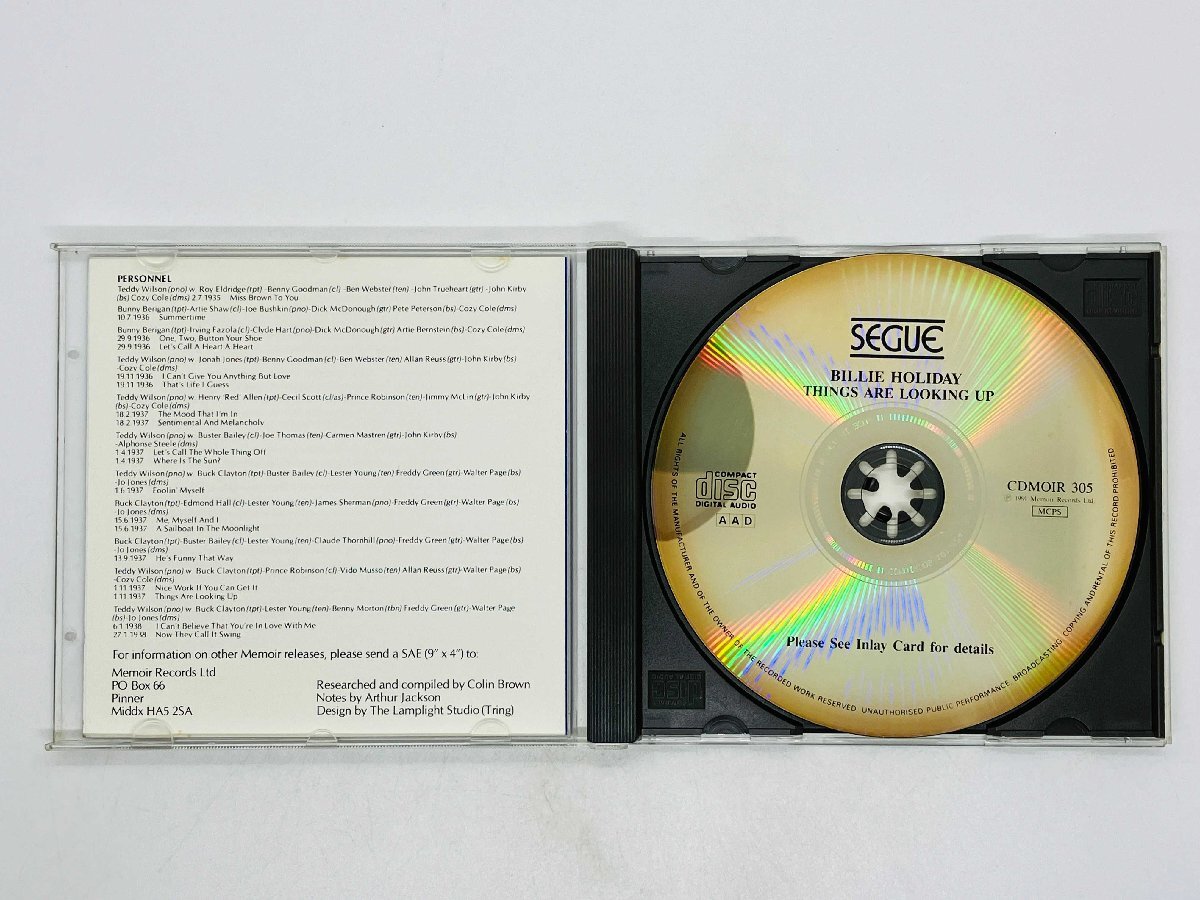 PERSONNEL
Teddy Wilson (pno) w. Roy Eldridge (tpt) -Benny Goodman (cl) -Ben Webster (ten) -John Trueheart (gtr) -John Kirby
(bs) Cozy Cole (dms) 2.7.1935 Miss Brown To You
Bunny Berigan (tpt)-Artie Shaw (cl)-Joe Bushkin (pno)-Dick McDonough (gtr) Pete Peterson (bs)-Cozy Cole (dms)
10.7.1936 Summertime
Bunny Berigan (tpt)-Irving Fazola (cl)-Clyde Hart (pno)-Dick McDonough (gtr) Artie Bernstein (bs)-Cozy Cole (dms)
29.9.1936 One, Two, Button Your Shoe
29.9.1936 Let's Call A Heart A Heart
Teddy Wilson (pno) w. Jonah Jones (tpt)-Benny Goodman (cl)-Ben Webster (ten) Allan Reuss (gtr)-John Kirby (bs)
-Cozy Cole (dms)
19.11.1936 I Can't Give You Anything But Love
19.11.1936 That's Life I Guess
Teddy Wilson (pno) w. Henry 'Red' Allen (tpt)-Cecil Scott (cl/as)-Prince Robinson (ten)-Jimmy McLin (gtr)-John Kirby
(bs)-Cozy Cole (dms)
18.2.1937 The Mood That I'm In
18.2.1937 Sentimental And Melancholy
Teddy Wilson (pno) w. Buster Bailey (cl)-Joe Thomas (ten)-Carmen Mastren (gtr)-John Kirby (bs)
-Alphonse Steele (dms)
1.4.1937 Let's Call The Whole Thing Off
1.4.1937 Where Is The Sun?
Teddy Wilson (pno) w. Buck Clayton (tpt)-Buster Bailey (cl)-Lester Young (ten) Freddy Green (gtr)-Walter Page (bs)
-Jo Jones (dms)
1.6.1937 Foolin' Myself
Buck Clayton (tpt)-Edmond Hall (cl)-Lester Young (ten)-James Sherman (pno)-Freddy Green (gtr)-Walter Page (bs)
-Jo Jones (dms)
15.6.1937 Me, Myself And I
15.6.1937 A Sailboat In The Moonlight
Buck Clayton (tpt)-Buster Bailey (cl)-Lester Young (ten)-Claude Thornhill (pno)-Freddy Green (gtr)-Walter Page (bs)
-Jo Jones (dms)
13.9.1937 He's Funny That Way
Teddy Wilson (pno) w. Buck Clayton (tpt)-Prince Robinson (cl)-Vido Musso (ten) Allan Reuss (gtr)-Walter Page (bs)
-Cozy Cole (dms)
1.11.1937 Nice Work If You Can Get It
1.11.1937 Things Are Looking Up
Teddy Wilson (pno) w. Buck Clayton (tpt)-Lester Young (ten)-Benny Morton (tbn) Freddy Green (gtr)-Walter Page
(bs)-Jo Jones (dms)
6.1.1938 I Can't Believe That You're In Love With Me
27.1.1938 Now They Call It Swing
For information on other Memoir releases, please send a SAE (9" x 4") to:
Memoir Records Ltd
PO Box 66
Pinner
Middx HA5 2SA
Researched and compiled by Colin Brown
Notes by Arthur Jackson
Design by The Lamplight Studio (Tring)
SEGUE
BILLIE HOLIDAY
THINGS ARE LOOKING UP
COMPACT
disc
DIGITAL AUDIO
AAD
CDMOIR 305
Ⓟ 1991 Memoir Records Ltd.
MCPS
Please See Inlay Card for details
ALL RIGHTS OF THE MANUFACTURER AND OF THE OWNER OF THE RECORDED WORK RESERVED. UNAUTHORISED PUBLIC PERFORMANCE, BROADCASTING, COPYING AND RENTAL OF THIS RECORD PROHIBITED